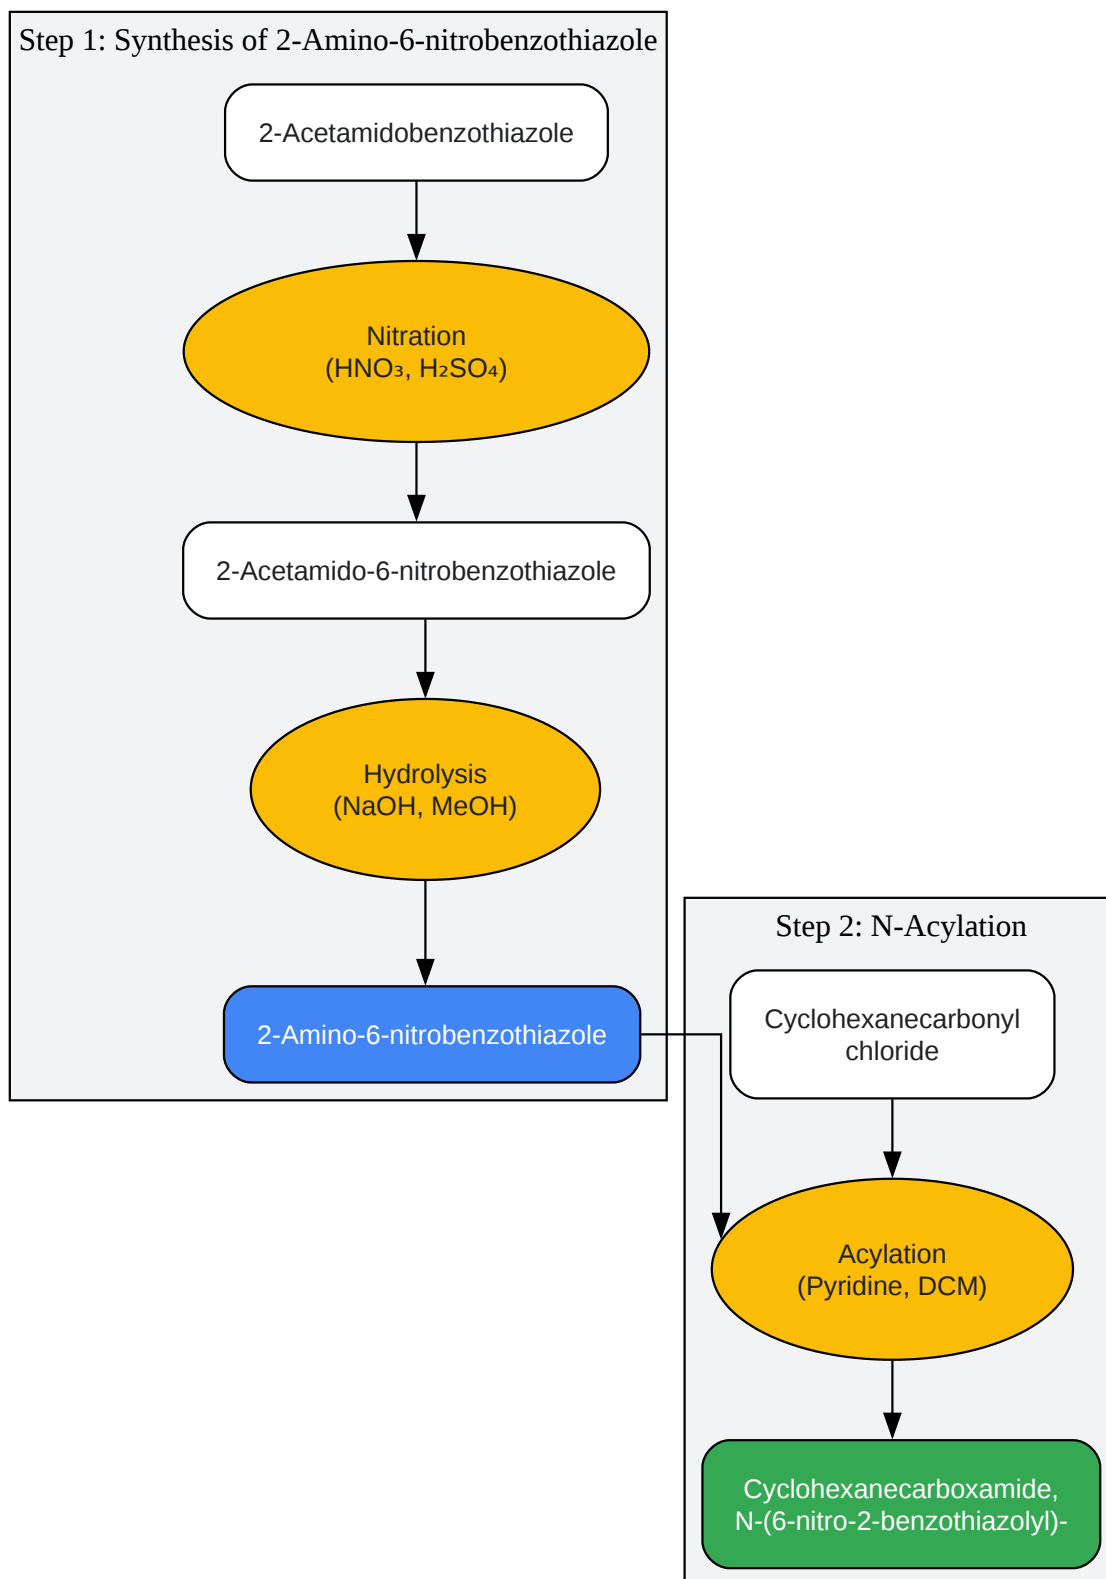 Step 1: Synthesis of 2-Amino-6-nitrobenzothiazole
2-Acetamidobenzothiazole
Nitration
(HNO₃, H₂SO₄)
2-Acetamido-6-nitrobenzothiazole
Hydrolysis
(NaOH, MeOH)
2-Amino-6-nitrobenzothiazole
Step 2: N-Acylation
Cyclohexanecarbonyl
chloride
Acylation
(Pyridine, DCM)
Cyclohexanecarboxamide,
N-(6-nitro-2-benzothiazolyl)-